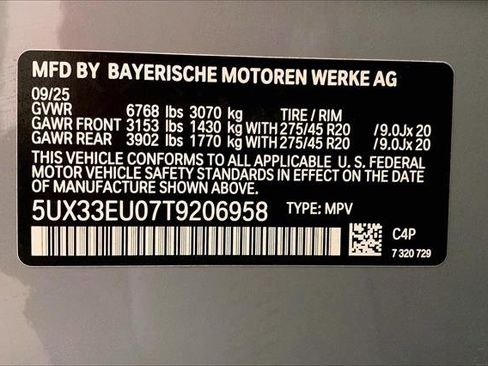 MFD BY BAYERISCHE MOTOREN WERKE AG
09/25
GVWR 6768 lbs 3070 kg TIRE / RIM
GAWR FRONT 3153 lbs 1430 kg WITH 275/45 R20 /9.0Jx 20
GAWR REAR 3902 lbs 1770 kg WITH 275/45 R20 /9.0Jx 20
THIS VEHICLE CONFORMS TO ALL APPLICABLE U. S. FEDERAL
MOTOR VEHICLE SAFETY STANDARDS IN EFFECT ON THE
DATE OF MANUFACTURE SHOWN ABOVE.
5UX33EU07T9206958 TYPE: MPV
C4P
7 320 729